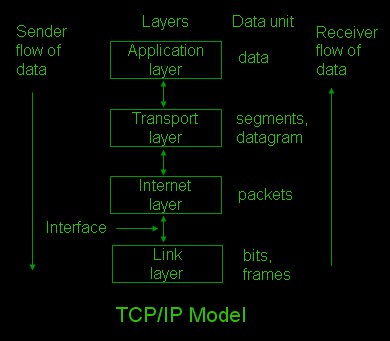 Sender
flow of
data
Layers
Data unit
Receiver
flow of
data
Application
layer
data
Transport
layer
segments,
datagram
Internet
layer
packets
Interface
Link
layer
bits,
frames
TCP/IP Model